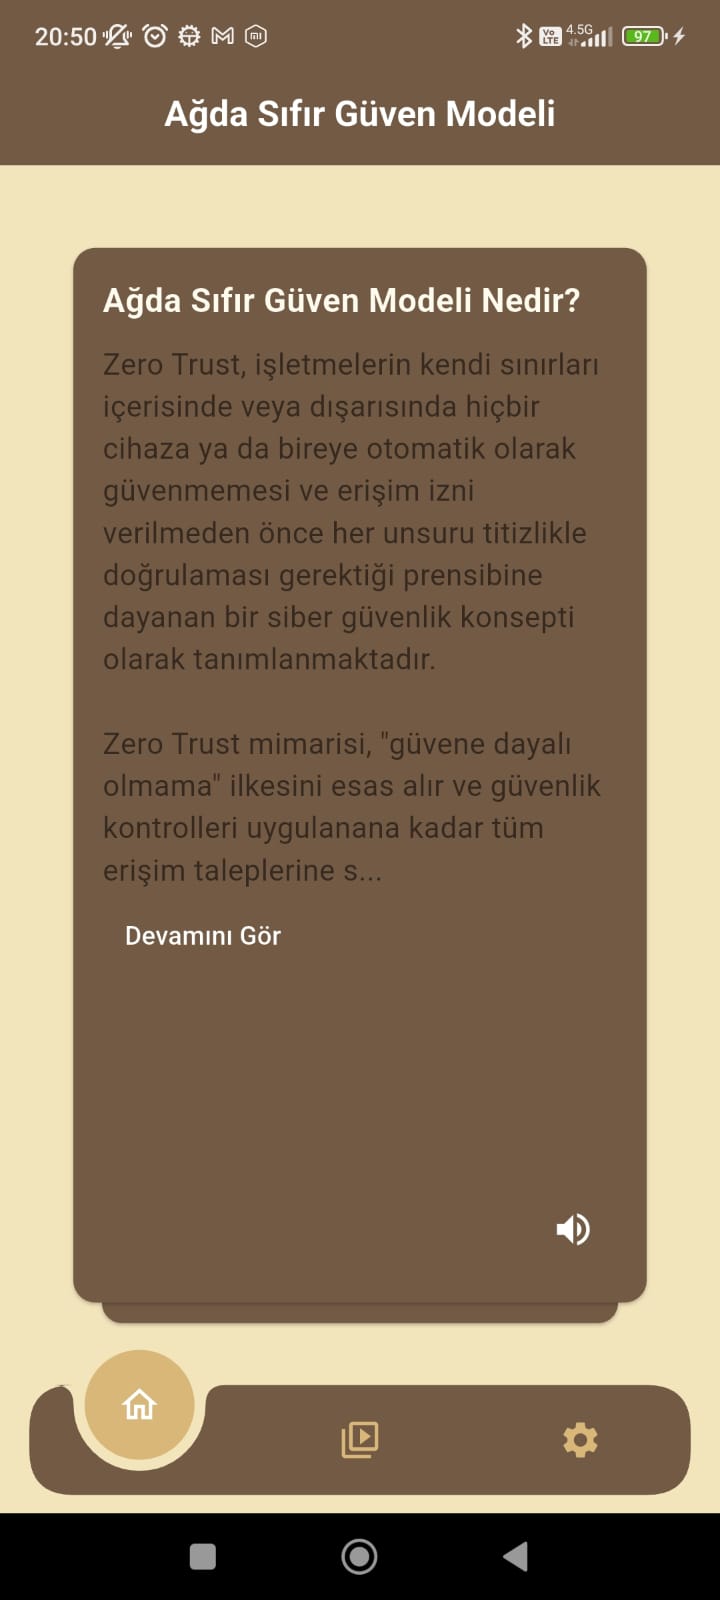 20:50
Vo LTE 4.5G 97
Ağda Sıfır Güven Modeli
Ağda Sıfır Güven Modeli Nedir?
Zero Trust, işletmelerin kendi sınırları
içerisinde veya dışarısında hiçbir
cihaza ya da bireye otomatik olarak
güvenmemesi ve erişim izni
verilmeden önce her unsuru titizlikle
doğrulaması gerektiği prensibine
dayanan bir siber güvenlik konsepti
olarak tanımlanmaktadır.
Zero Trust mimarisi, "güvene dayalı
olmama" ilkesini esas alır ve güvenlik
kontrolleri uygulanana kadar tüm
erişim taleplerine s...
Devamını Gör